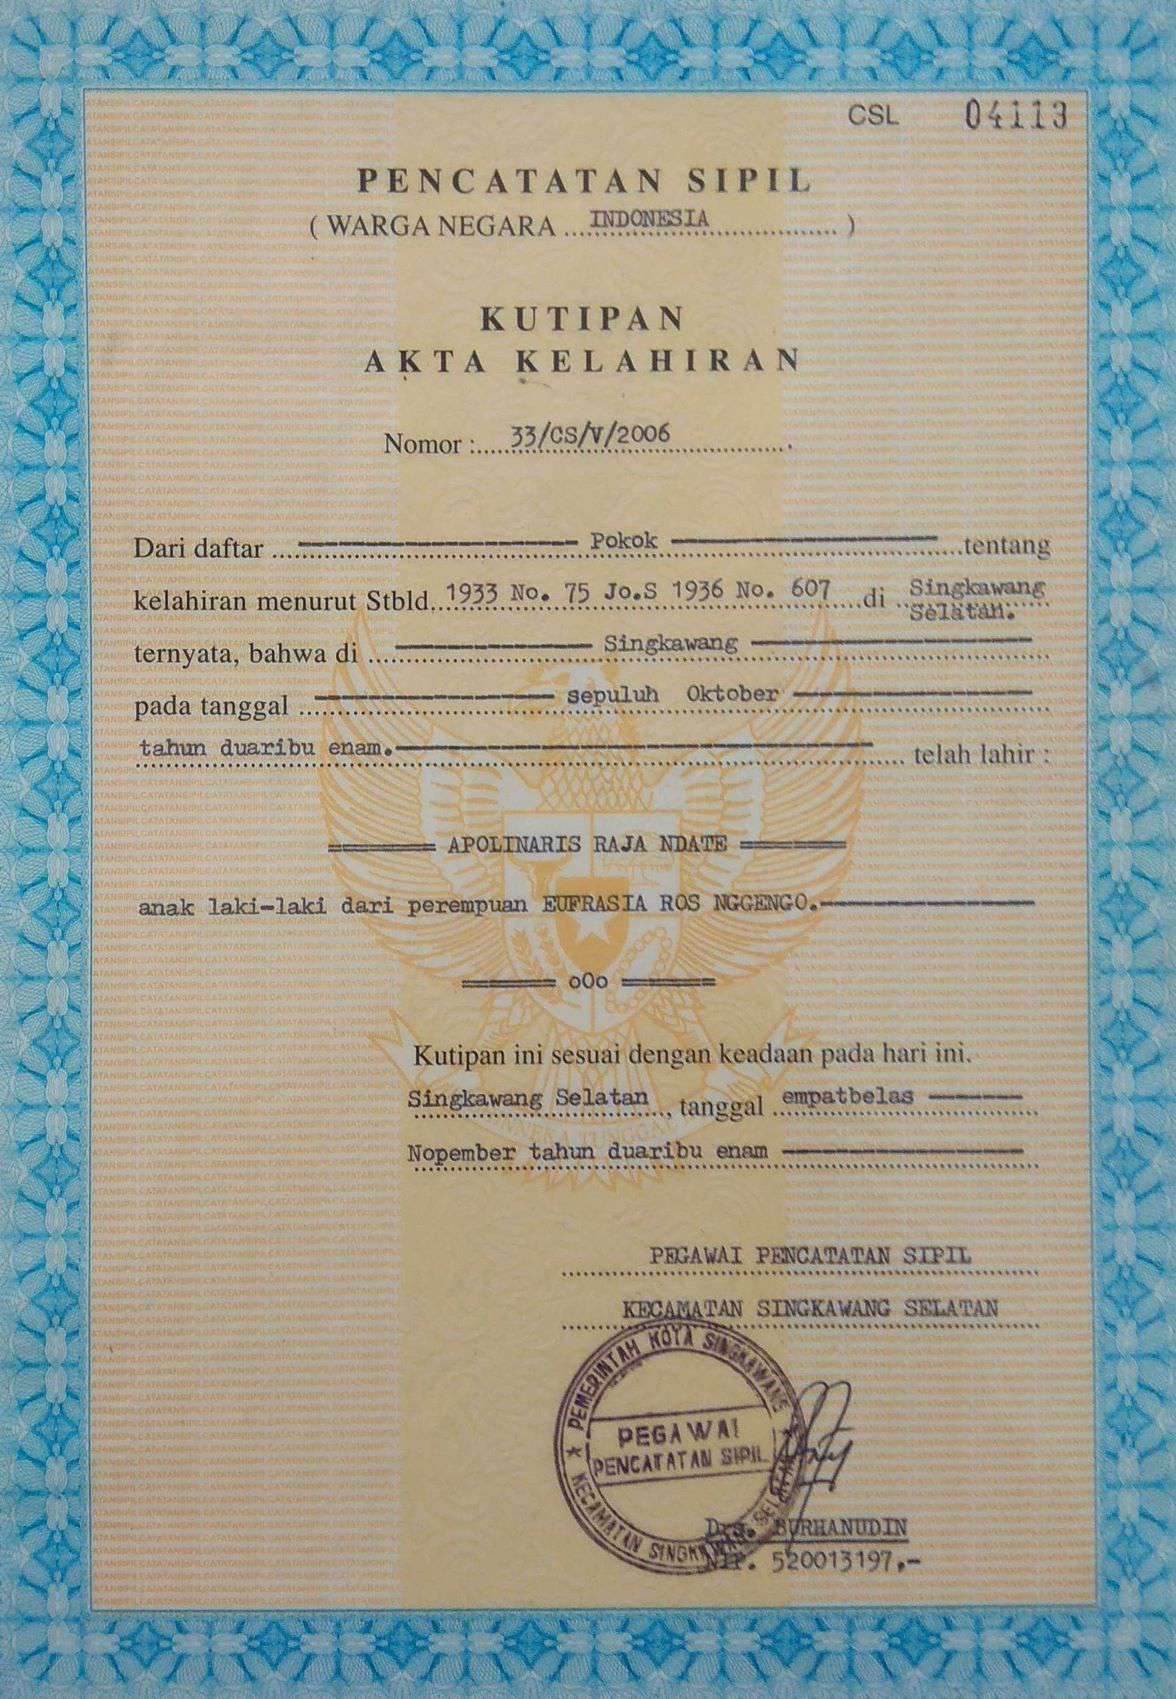 CSL 04113
PENCATATAN SIPIL
( WARGA NEGARA ... INDONESIA ... )
KUTIPAN
AKTA KELAHIRAN
Nomor : ... 33/CS/V/2006 ... .
Dari daftar ... Pokok ... tentang
kelahiran menurut Stbld. 1933 No. 75 Jo.S 1936 No. 607 ... di ... Singkawang
Selatan.
ternyata, bahwa di ... Singkawang
pada tanggal ... sepuluh Oktober
tahun duaribu enam. ... telah lahir :
======== APOLINARIS RAJA NDATE ========
anak laki-laki dari perempuan EUFRASIA ROS NGGENGO.
======= oOo =======
Kutipan ini sesuai dengan keadaan pada hari ini.
Singkawang Selatan , tanggal empatbelas
Nopember tahun duaribu enam
PEGAWAI PENCATATAN SIPIL
KECAMATAN SINGKAWANG SELATAN
PEMERINTAH KOTA SINGKAWANG
PEGAWAI
PENCATATAN SIPIL
KECAMATAN SINGKAWANG SELATAN
Drs. BURHANUDIN
NIP. 520013197.-